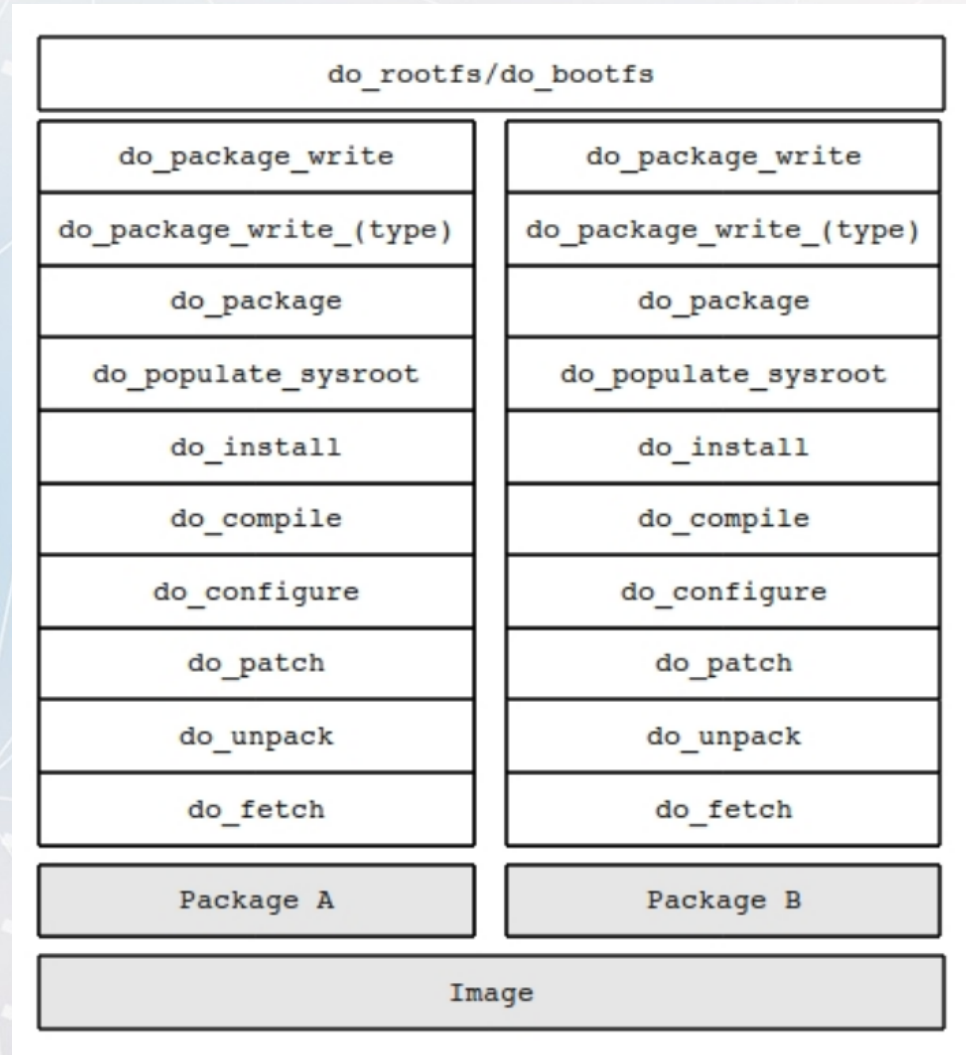 do_rootfs/do_bootfs
do_package_write do_package_write
do_package_write_(type) do_package_write_(type)
do_package do_package
do_populate_sysroot do_populate_sysroot
do_install do_install
do_compile do_compile
do_configure do_configure
do_patch do_patch
do_unpack do_unpack
do_fetch do_fetch
Package A Package B
Image